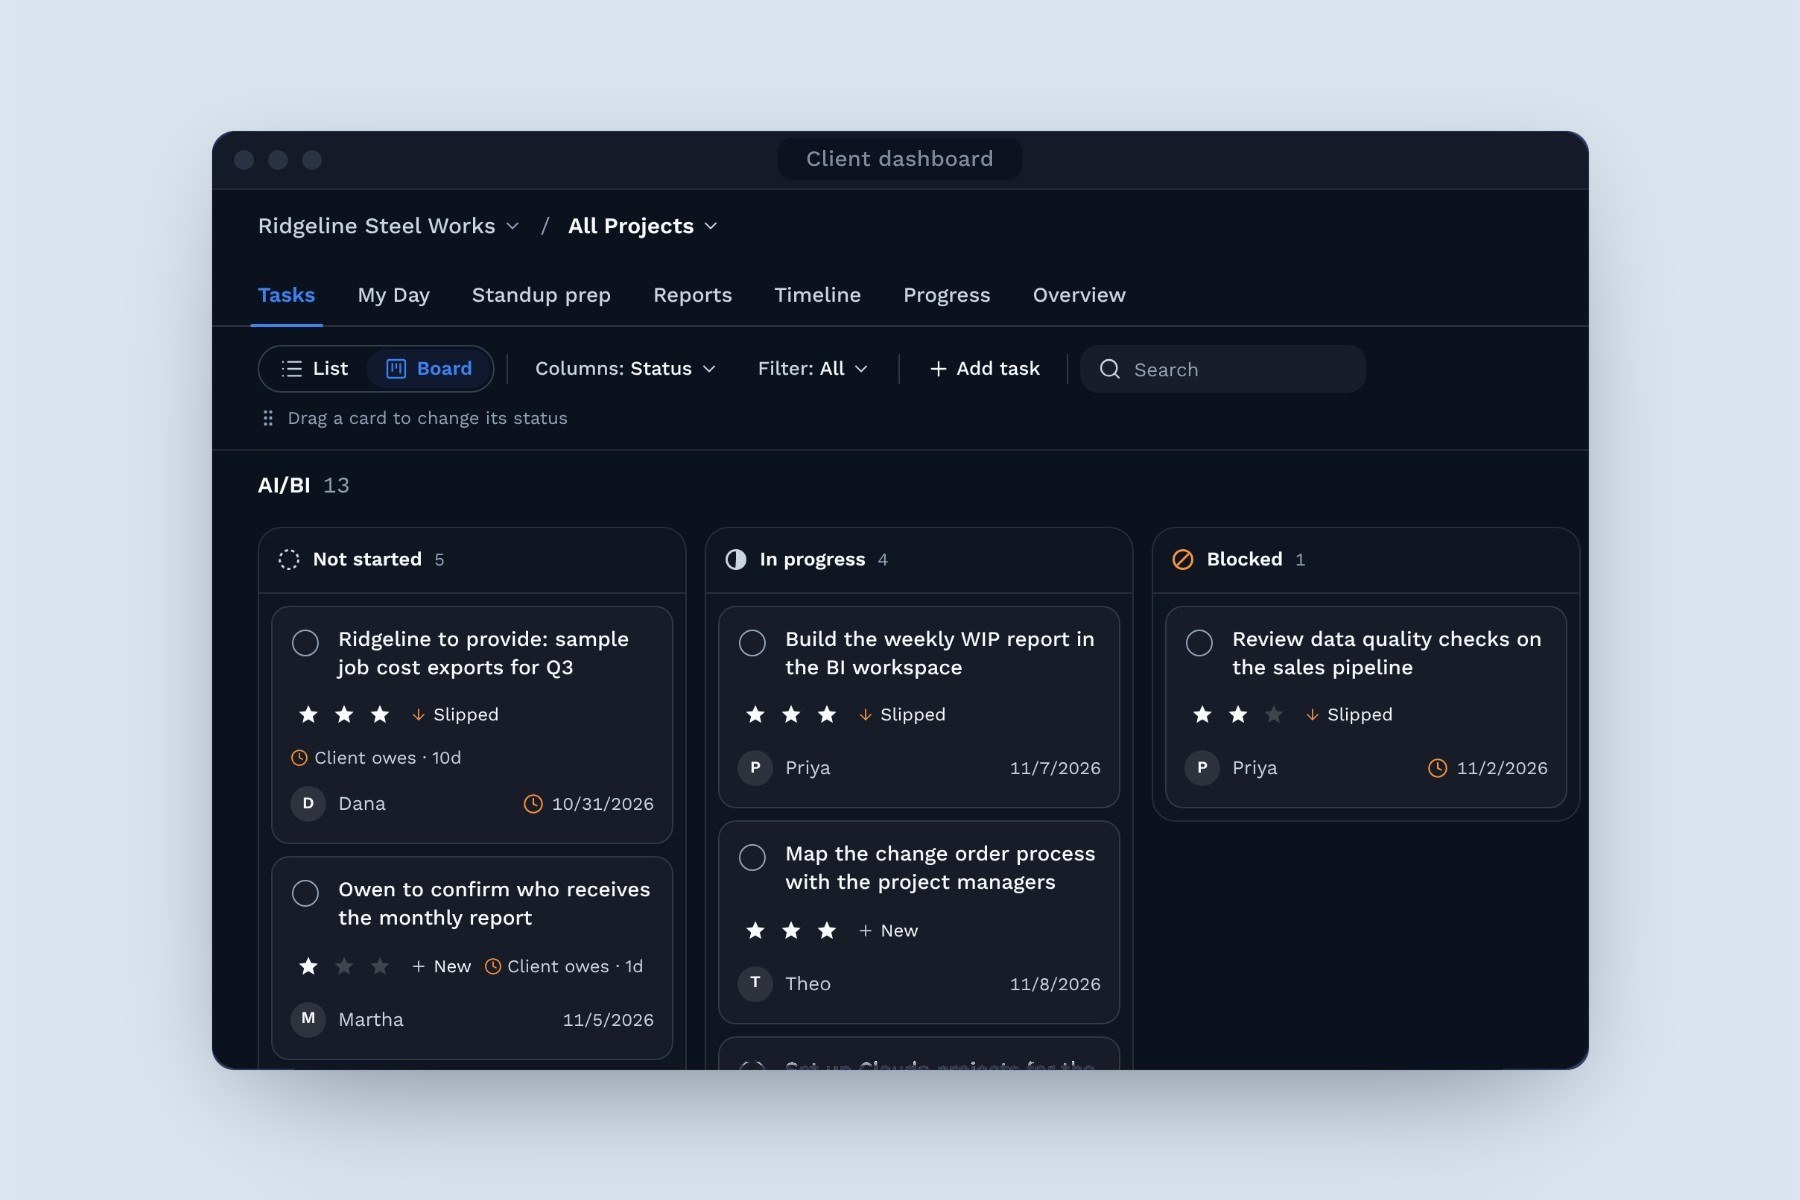 Client dashboard
Ridgeline Steel Works / All Projects
Tasks My Day Standup prep Reports Timeline Progress Overview
List Board Columns: Status Filter: All + Add task Search
Drag a card to change its status
AI/BI 13
Not started 5
Ridgeline to provide: sample
job cost exports for Q3
↓ Slipped
Client owes · 10d
D Dana 10/31/2026
Owen to confirm who receives
the monthly report
+ New Client owes · 1d
M Martha 11/5/2026
In progress 4
Build the weekly WIP report in
the BI workspace
↓ Slipped
P Priya 11/7/2026
Map the change order process
with the project managers
+ New
T Theo 11/8/2026
Set up Claude projects for the
Blocked 1
Review data quality checks on
the sales pipeline
↓ Slipped
P Priya 11/2/2026